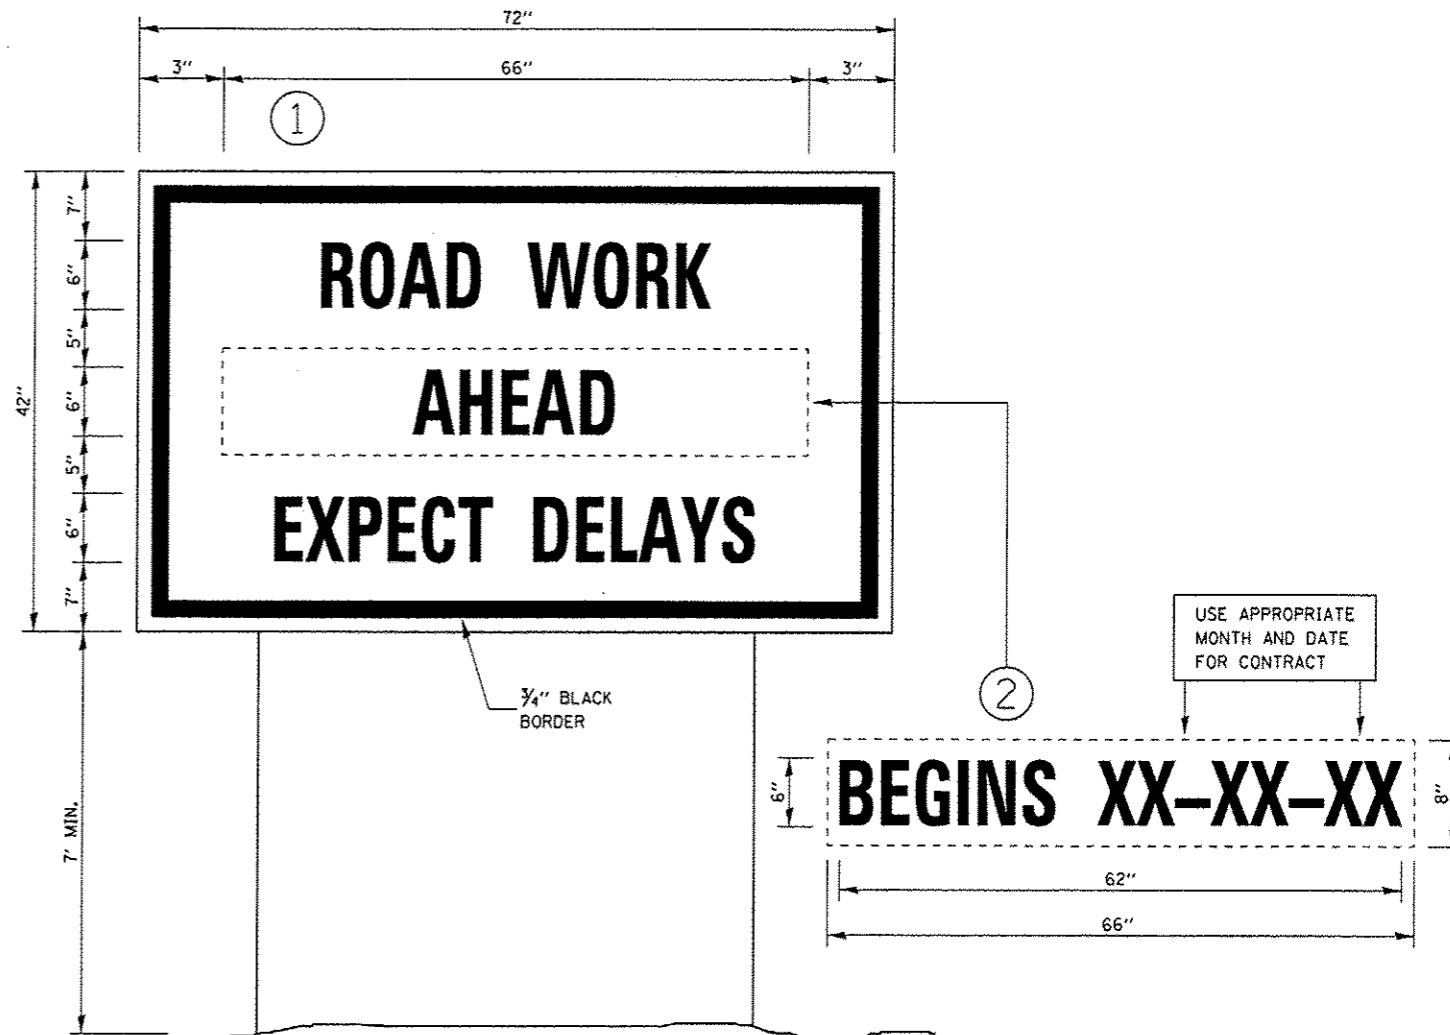 72"
3" 66" 3"
1
42"
7"
6"
5"
6"
5"
6"
7"
ROAD WORK
AHEAD
EXPECT DELAYS
7' MIN.
3/4" BLACK
BORDER
2
USE APPROPRIATE
MONTH AND DATE
FOR CONTRACT
6"
BEGINS XX-XX-XX
8"
62"
66"